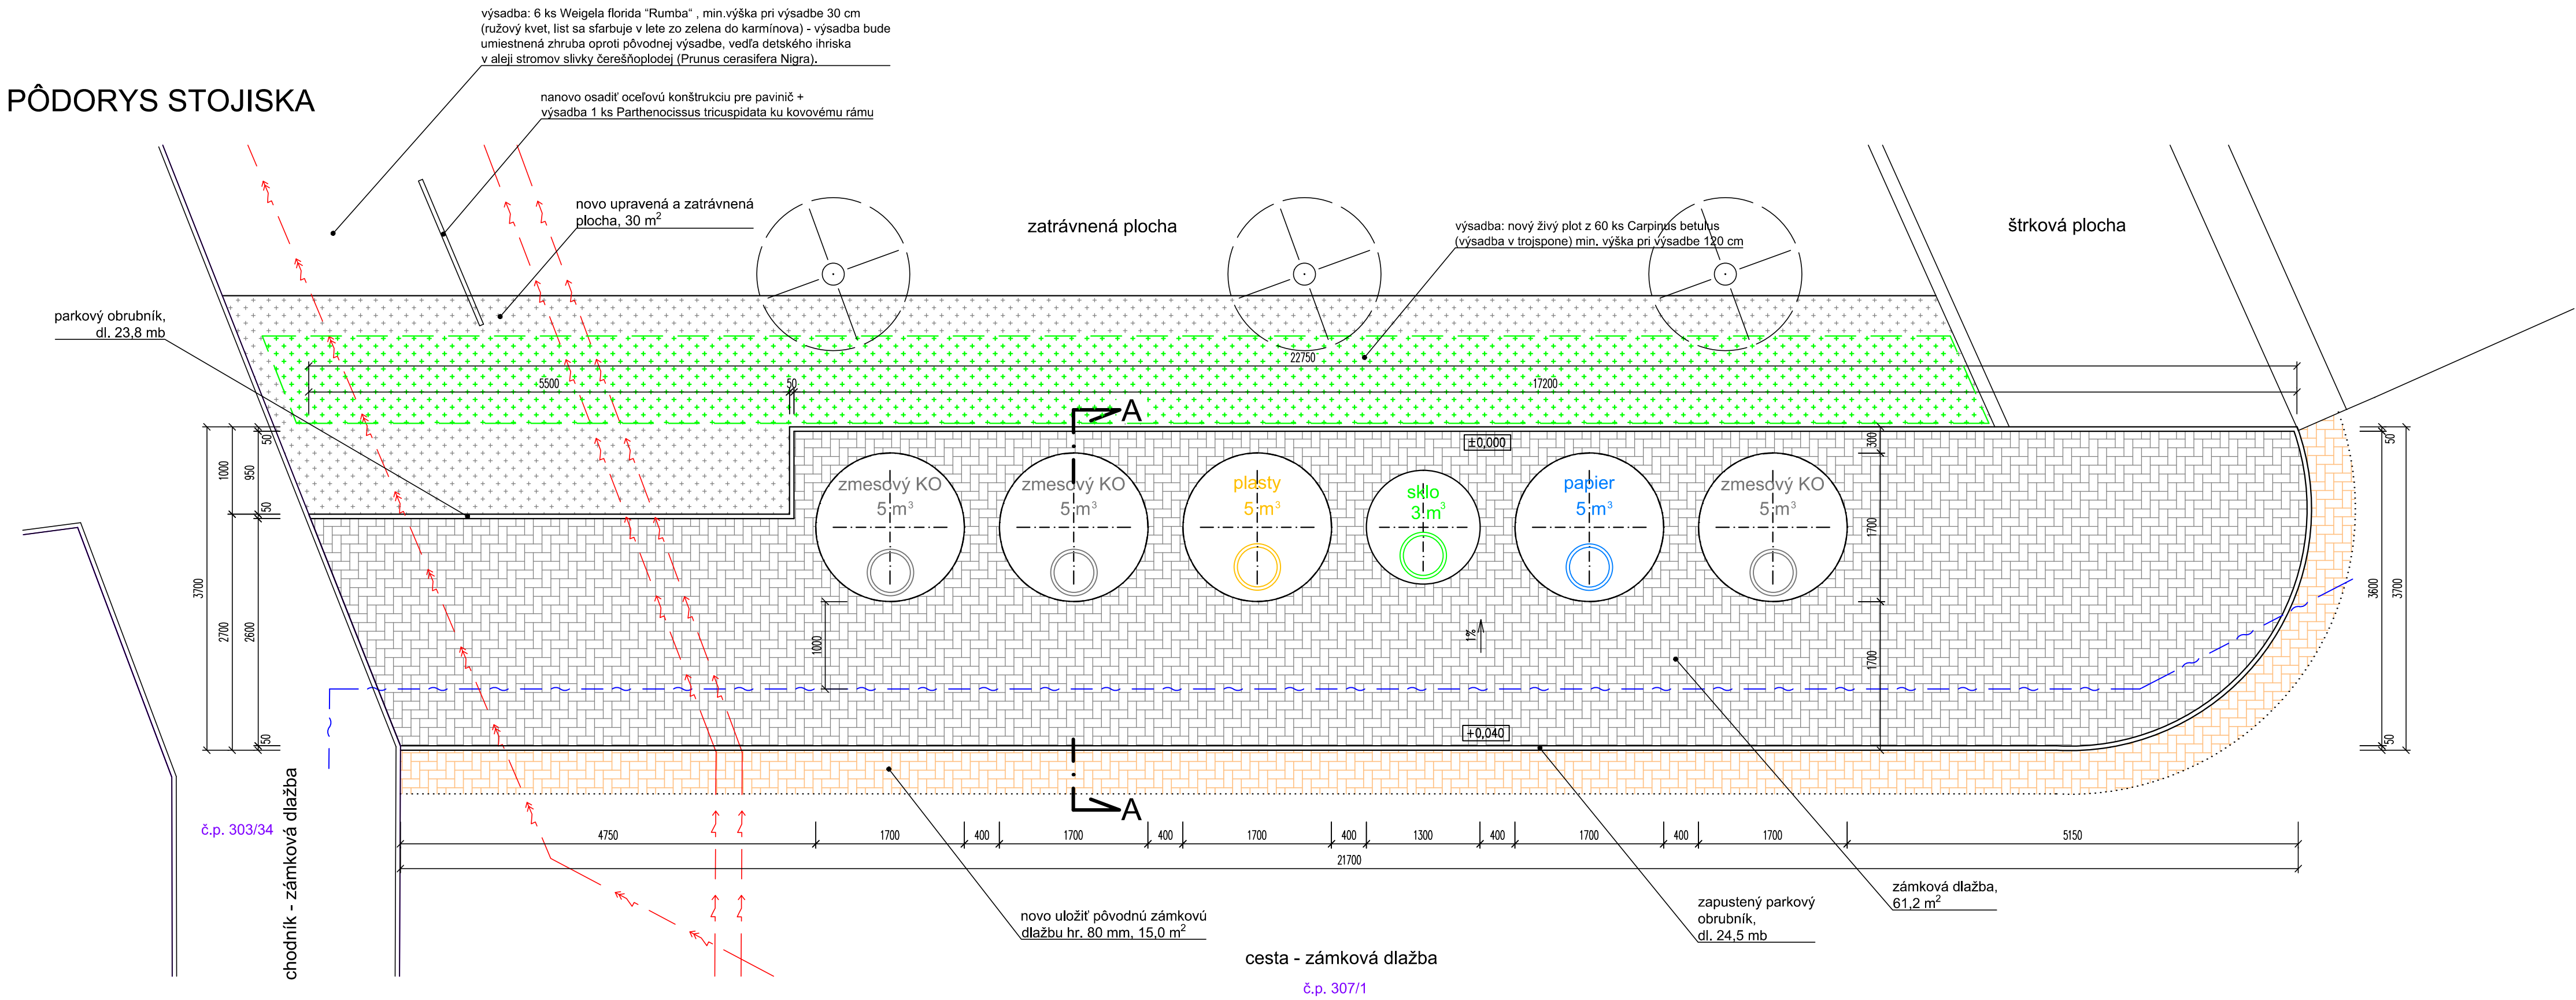 výsadba: 6 ks Weigela florida "Rumba" , min.výška pri výsadbe 30 cm
(ružový kvet, list sa sfarbuje v lete zo zelena do karmínova) - výsadba bude
umiestnená zhruba oproti pôvodnej výsadbe, vedľa detského ihriska
v aleji stromov slivky čerešňoplodej (Prunus cerasifera Nigra).
PÔDORYS STOJISKA
nanovo osadiť oceľovú konštrukciu pre pavinič +
výsadba 1 ks Parthenocissus tricuspidata ku kovovému rámu
novo upravená a zatrávnená
plocha, 30 m²
zatrávnená plocha
výsadba: nový živý plot z 60 ks Carpinus betulus
(výsadba v trojspone) min. výška pri výsadbe 120 cm
štrková plocha
parkový obrubník,
dl. 23,8 mb
22750
5500
50
17200
A
±0,000
50
1000
950
50
3700
2700
2600
50
zmesový KO
5 m³
zmesový KO
5 m³
plasty
5 m³
sklo
3 m³
papier
5 m³
zmesový KO
5 m³
300
1700
1700
1000
1%
50
3600
3700
50
+0,040
A
č.p. 303/34
chodník - zámková dlažba
4750
1700
400
1700
400
1700
400
1300
400
1700
400
1700
5150
21700
novo uložiť pôvodnú zámkovú
dlažbu hr. 80 mm, 15,0 m²
zapustený parkový
obrubník,
dl. 24,5 mb
zámková dlažba,
61,2 m²
cesta - zámková dlažba
č.p. 307/1